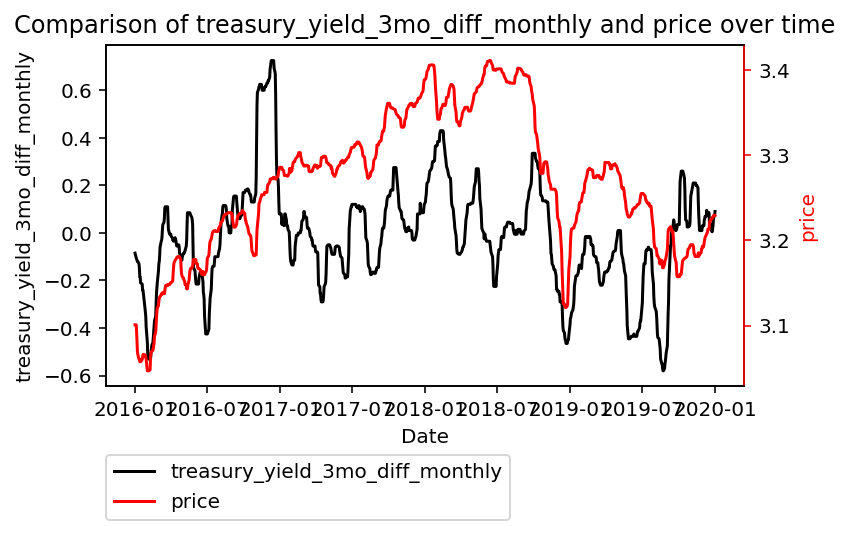 Comparison of treasury_yield_3mo_diff_monthly and price over time
treasury_yield_3mo_diff_monthly
0.6
0.4
0.2
0.0
−0.2
−0.4
−0.6
3.4
3.3
3.2
3.1
price
2016-01 2016-07 2017-01 2017-07 2018-01 2018-07 2019-01 2019-07 2020-01
Date
treasury_yield_3mo_diff_monthly
price